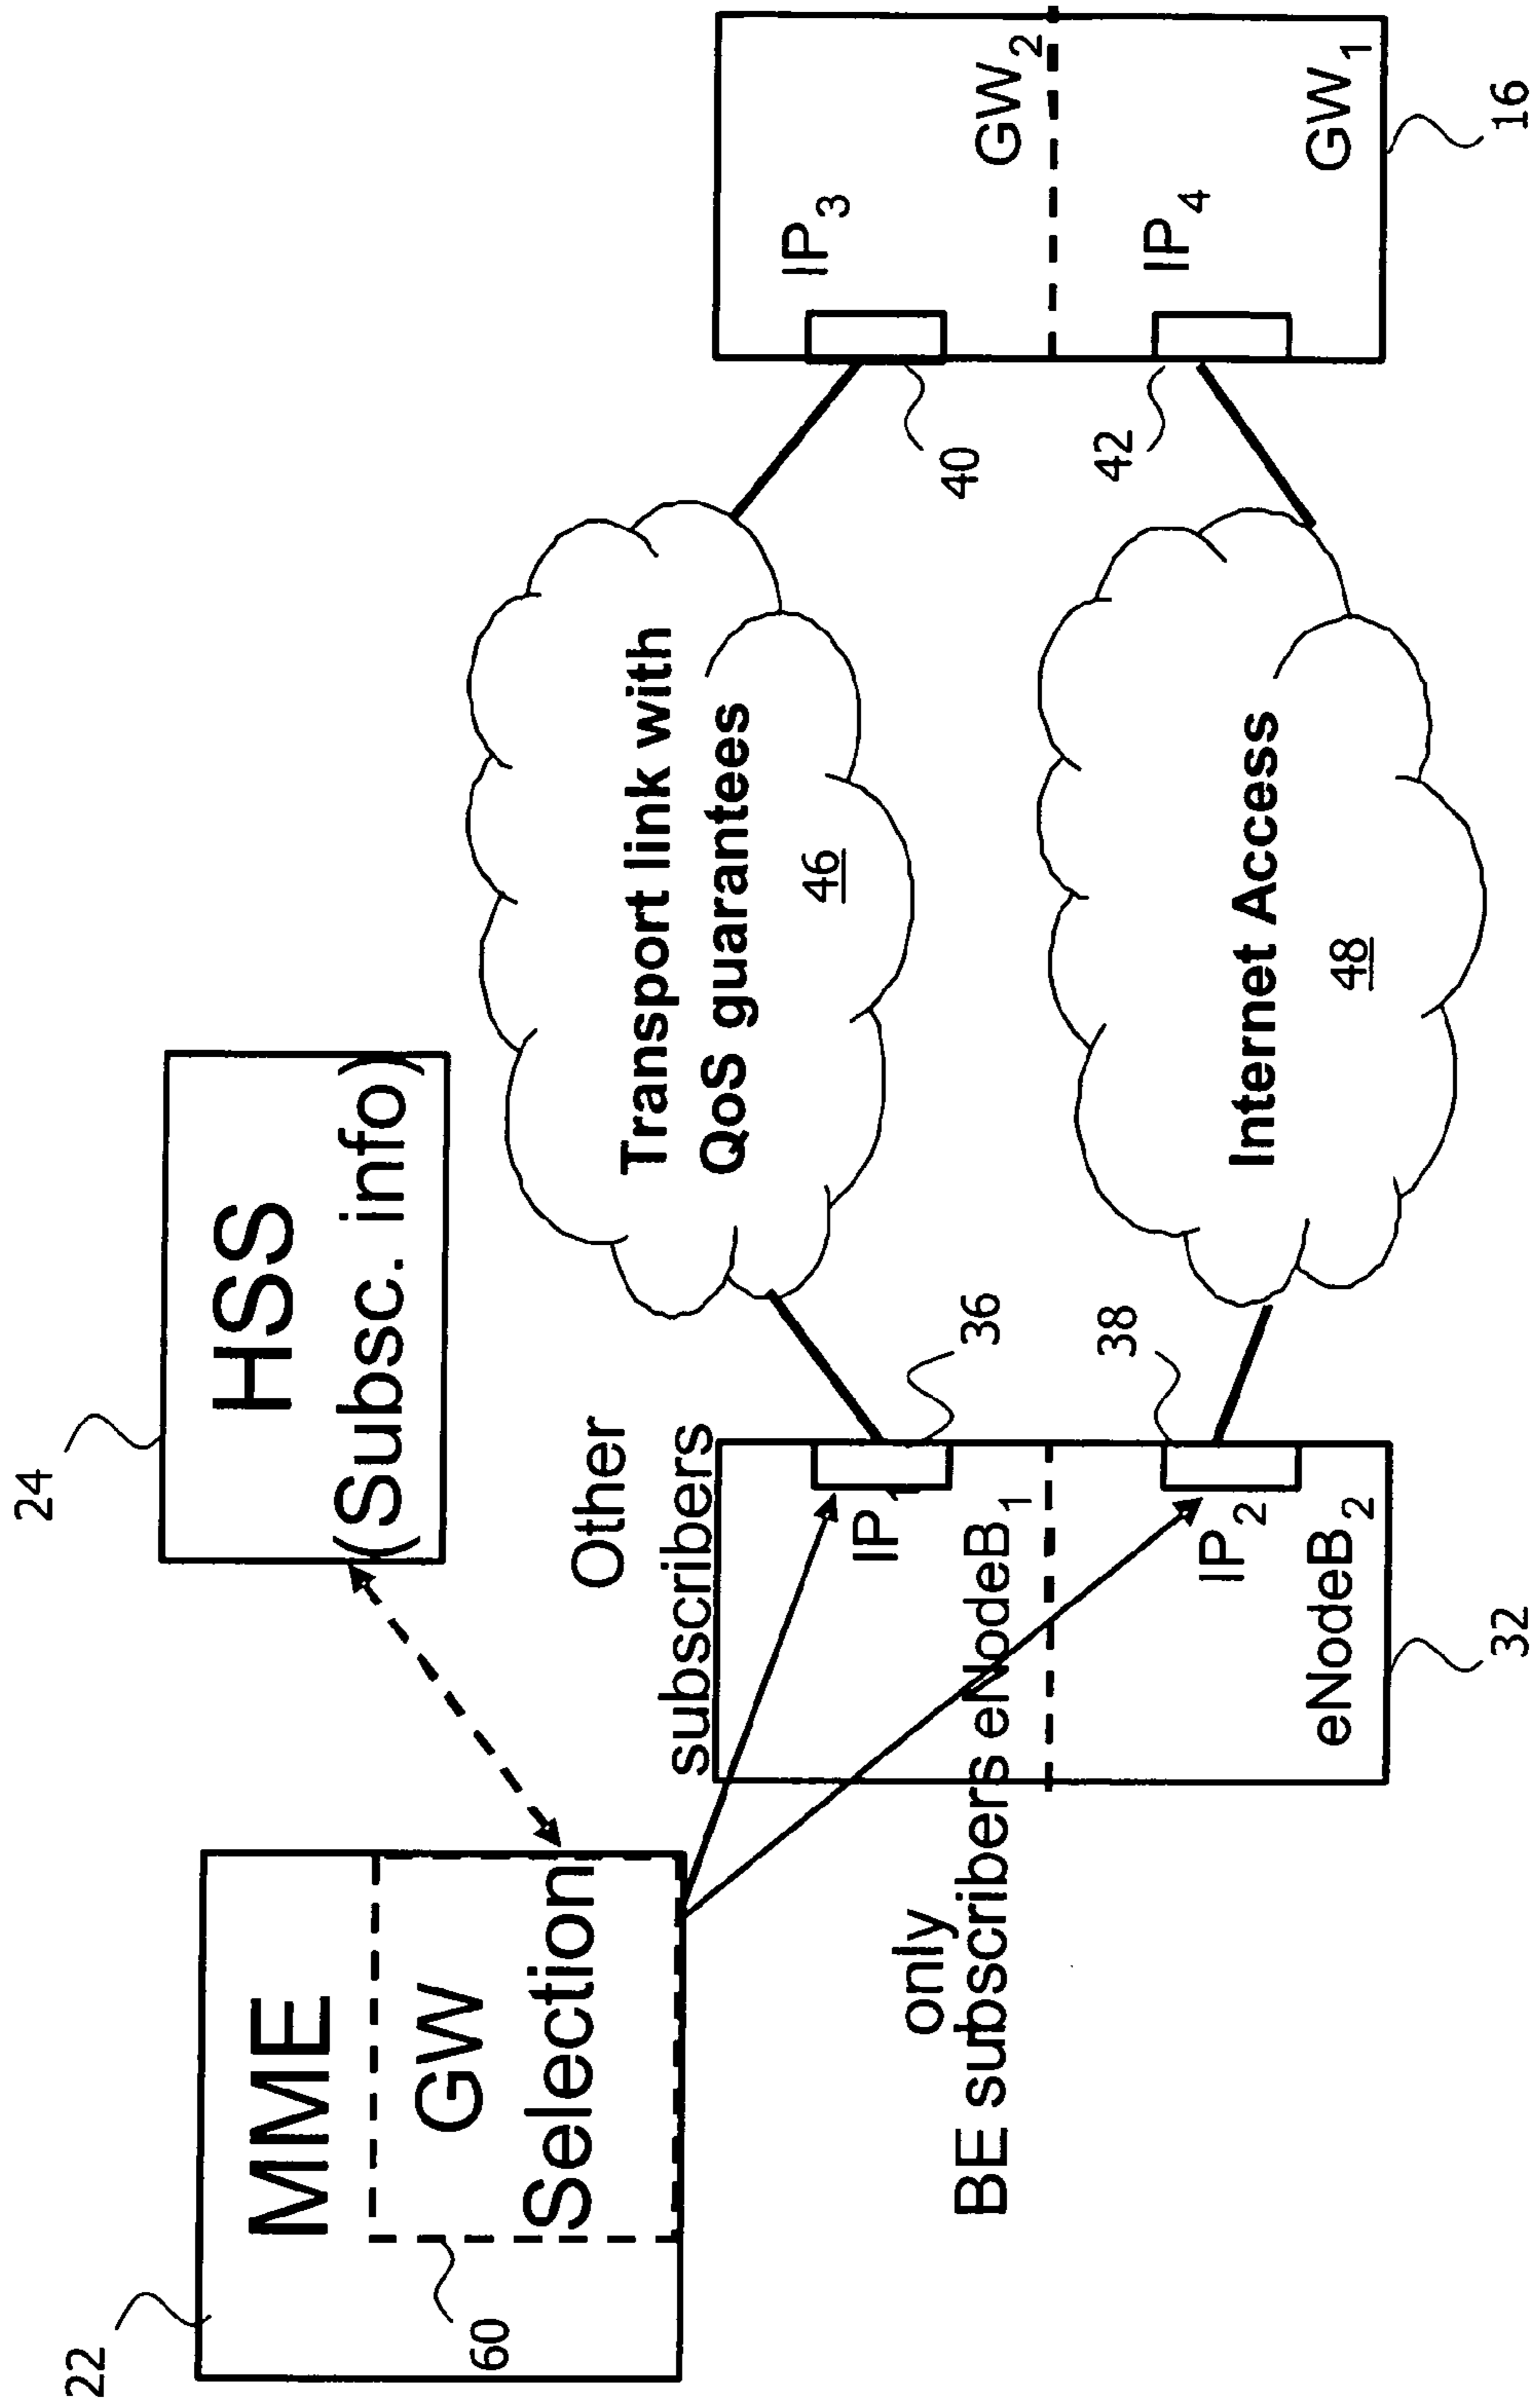 22
MME
GW
Selection
60
24
HSS
(Subsc. info)
Other
subscribers
only
BE subscribers
IP1
eNodeB1
IP2
eNodeB2
32
36
38
Transport link with
QoS guarantees
46
Internet Access
48
40
42
IP3
GW2
IP4
GW1
16